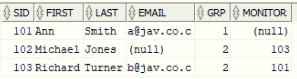 SID FIRST LAST EMAIL GRP MONITOR
101 Ann Smith a@jav.co.c 1 (null)
102 Michael Jones (null) 2 103
103 Richard Turner b@jav.co.c 2 101